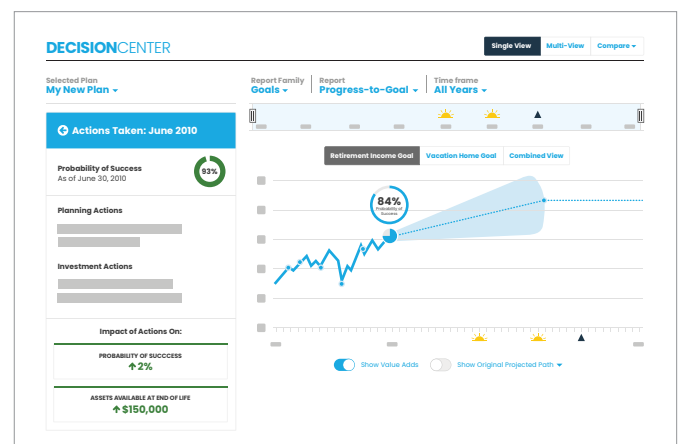 DECISIONCENTER
Single View
Multi-View
Compare
Selected Plan
My New Plan
Report Family
Goals
Report
Progress-to-Goal
Time frame
All Years
Actions Taken: June 2010
Probability of Success
As of June 30, 2010
93%
Planning Actions
Investment Actions
Impact of Actions On:
PROBABILITY OF SUCCCESS
2%
ASSETS AVAILABLE AT END OF LIFE
$150,000
Retirement Income Goal
Vacation Home Goal
Combined View
84%
Probability of
Success
Show Value Adds
Show Original Projected Path